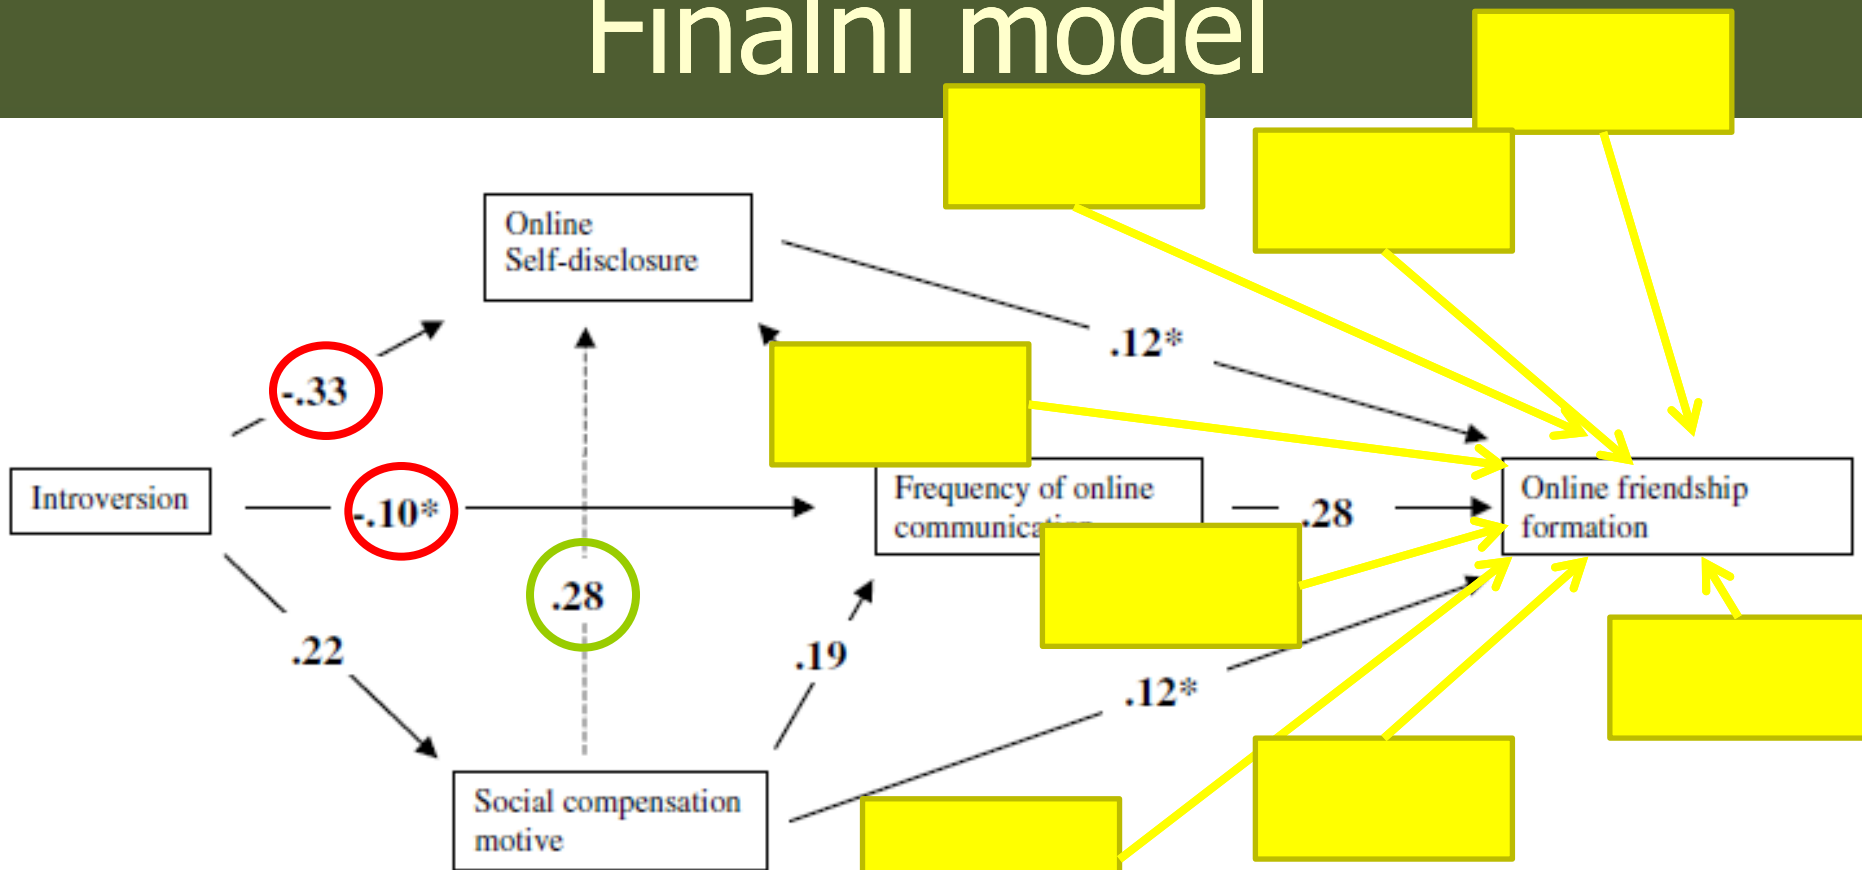 Finalni model
Online
Self-disclosure
.12*
-.33
Introversion
-.10*
Frequency of online
.28
Online friendship
formation
.28
.22
.19
.12*
Social compensation
motive